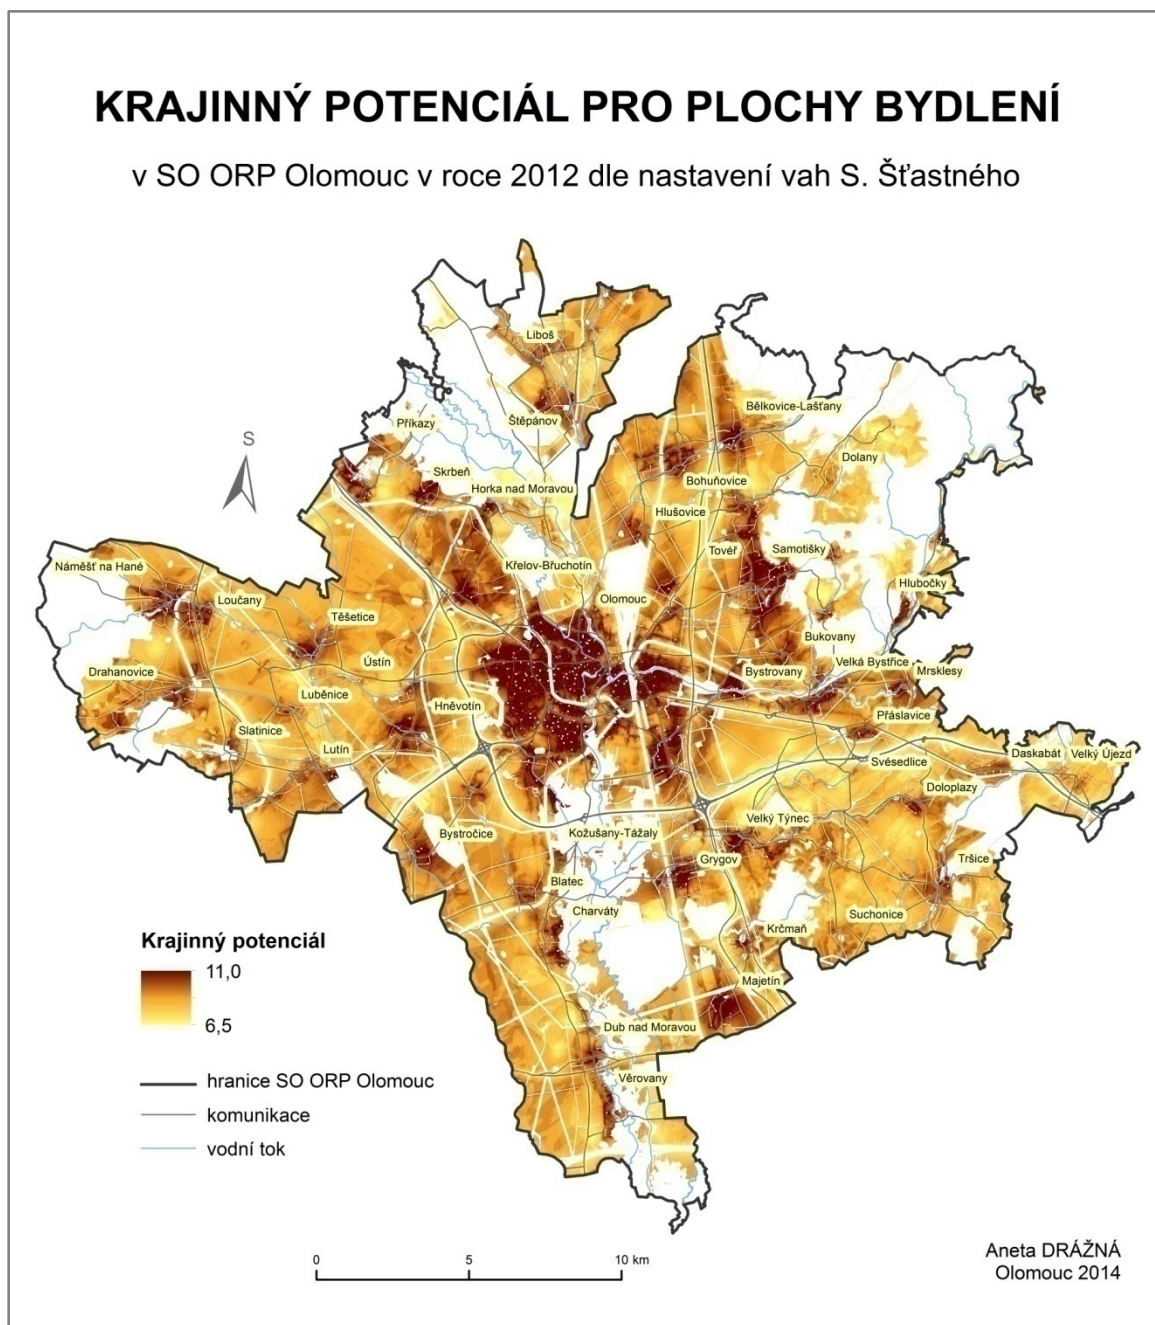 KRAJINNÝ POTENCIÁL PRO PLOCHY BYDLENÍ
v SO ORP Olomouc v roce 2012 dle nastavení vah S. Šťastného
Liboš
Štěpánov
Příkazy
Skrbeň
Horka nad Moravou
Bělkovice-Lašťany
Dolany
Bohuňovice
Hlušovice
Tovéř
Samotišky
S
Křelov-Břuchotín
Olomouc
Hlubočky
Náměšť na Hané
Loučany
Těšetice
Bukovany
Velká Bystřice
Bystrovany
Mrsklesy
Drahanovice
Ústín
Luběnice
Hněvotín
Přáslavice
Slatinice
Lutín
Svésedlice
Daskabát
Velký Újezd
Doloplazy
Bystročice
Kožušany-Tážaly
Velký Týnec
Grygov
Tršice
Blatec
Charváty
Krčmaň
Suchonice
Majetín
Dub nad Moravou
Věrovany
Krajinný potenciál
11,0
6,5
hranice SO ORP Olomouc
komunikace
vodní tok
0 5 10 km
Aneta DRÁŽNÁ
Olomouc 2014